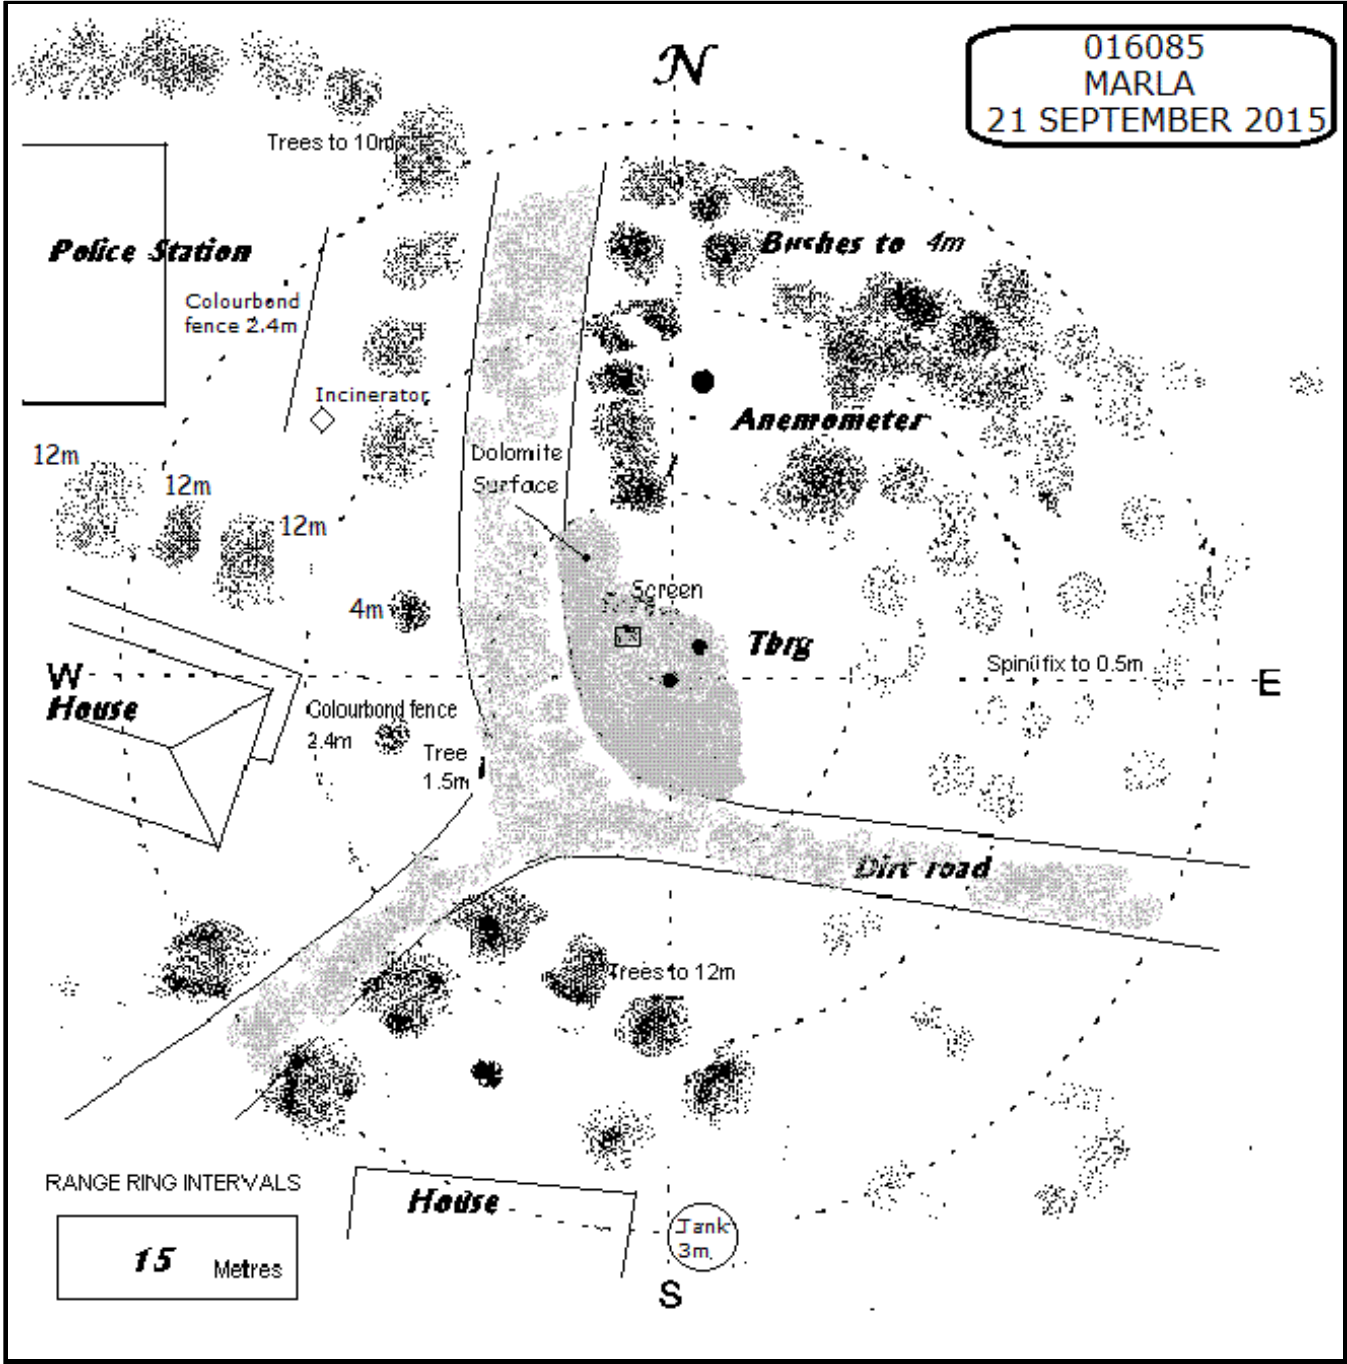 016085
MARLA
21 SEPTEMBER 2015
N
Trees to 10m
Police Station
Bushes to 4m
Colourbond
fence 2.4m
Incinerator
Anemometer
12m
12m
12m
Dolomite
Surface
Screen
4m
Tbrg
W
House
Spinifix to 0.5m
E
Colourbond fence
2.4m
Tree
1.5m
Dirt road
Trees to 12m
RANGE RING INTERVALS
15 Metres
House
Tank
3m.
S